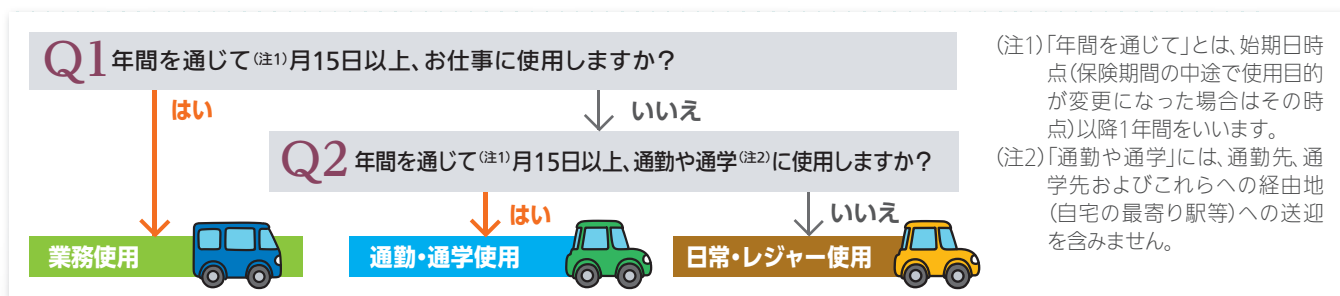 Q1 年間を通じて(注1)月15日以上、お仕事に使用しますか？
はい
いいえ
Q2 年間を通じて(注1)月15日以上、通勤や通学(注2)に使用しますか？
はい
いいえ
業務使用
通勤・通学使用
日常・レジャー使用
(注1)「年間を通じて」とは、始期日時
点(保険期間の中途で使用目的
が変更になった場合はその時
点)以降1年間をいいます。
(注2)「通勤や通学」には、通勤先、通
学先およびこれらへの経由地
(自宅の最寄り駅等)への送迎
を含みません。